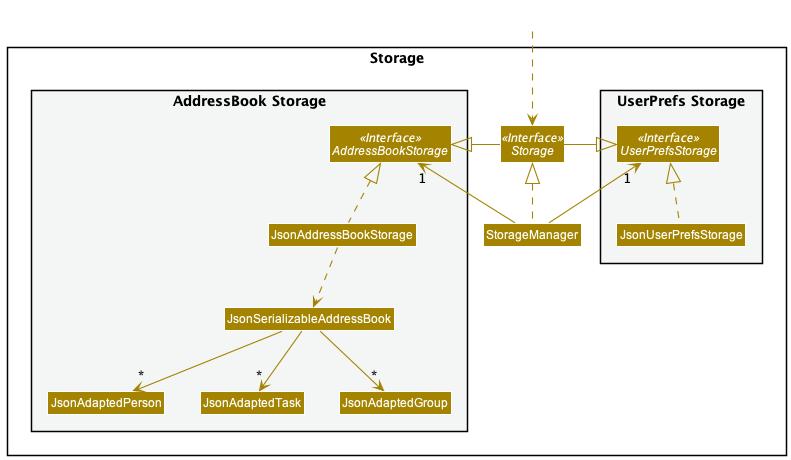 Storage
AddressBook Storage
UserPrefs Storage
«Interface»
AddressBookStorage
«Interface»
Storage
«Interface»
UserPrefsStorage
1
1
JsonAddressBookStorage
StorageManager
JsonUserPrefsStorage
JsonSerializableAddressBook
*
*
*
JsonAdaptedPerson
JsonAdaptedTask
JsonAdaptedGroup